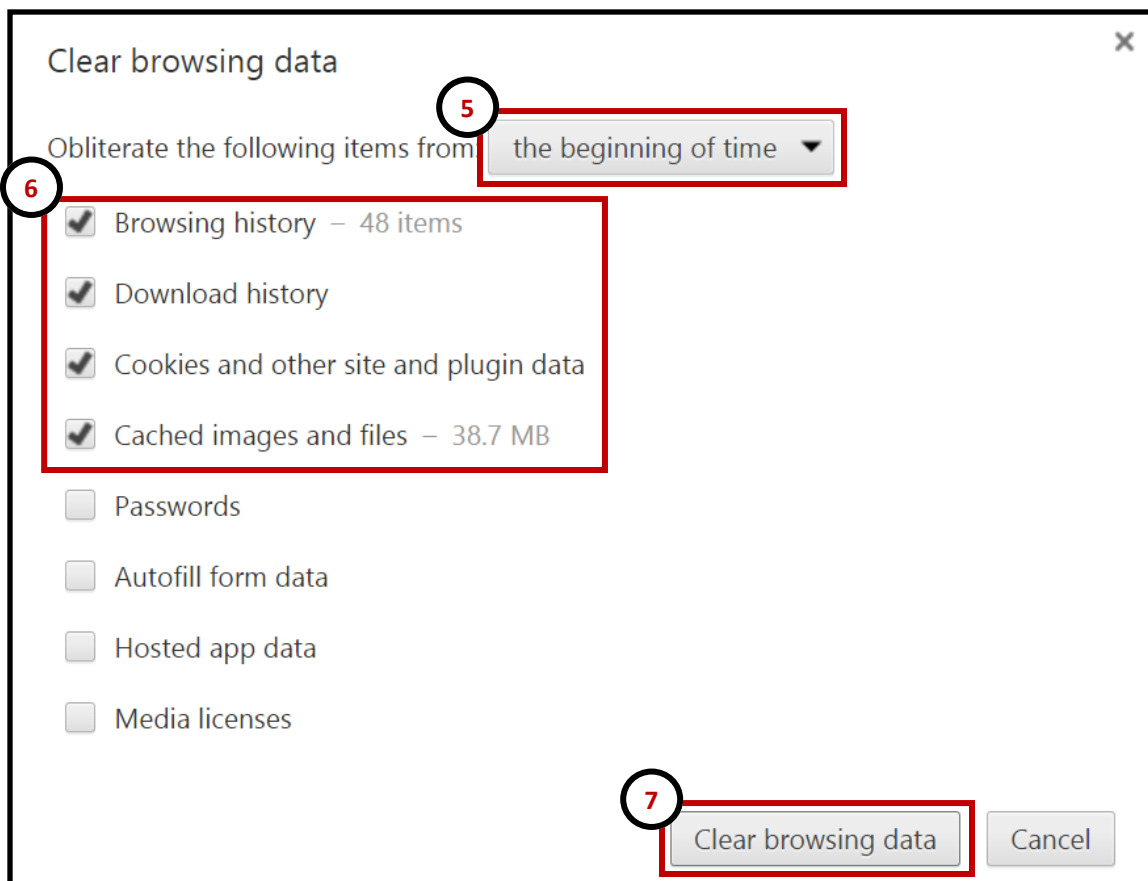 Clear browsing data
5
Obliterate the following items from: the beginning of time
6
Browsing history – 48 items
Download history
Cookies and other site and plugin data
Cached images and files – 38.7 MB
Passwords
Autofill form data
Hosted app data
Media licenses
7
Clear browsing data Cancel